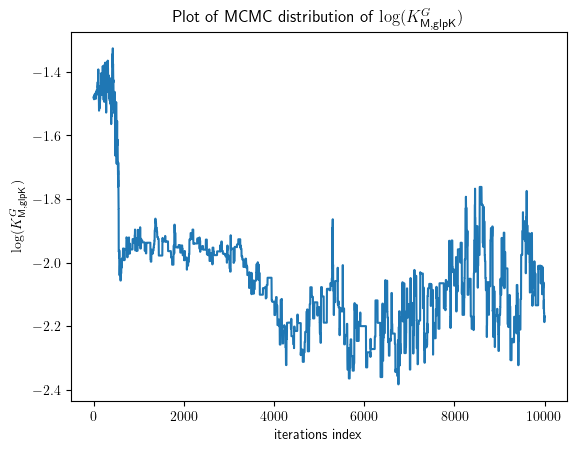 Plot of MCMC distribution of log(K^G_M,glpK)
log(K^G_M,glpK)
−1.4
−1.6
−1.8
−2.0
−2.2
−2.4
0 2000 4000 6000 8000 10000
iterations index